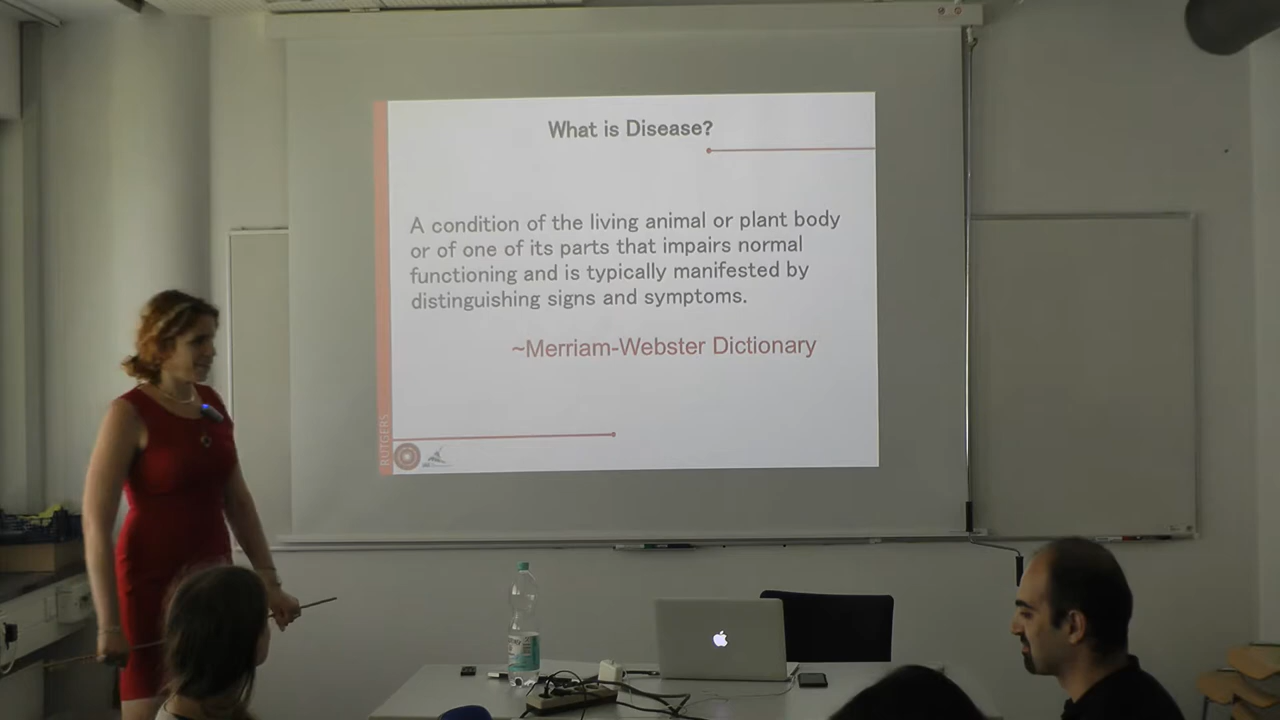 What is Disease?
A condition of the living animal or plant body
or of one of its parts that impairs normal
functioning and is typically manifested by
distinguishing signs and symptoms.
~Merriam-Webster Dictionary
RUTGERS